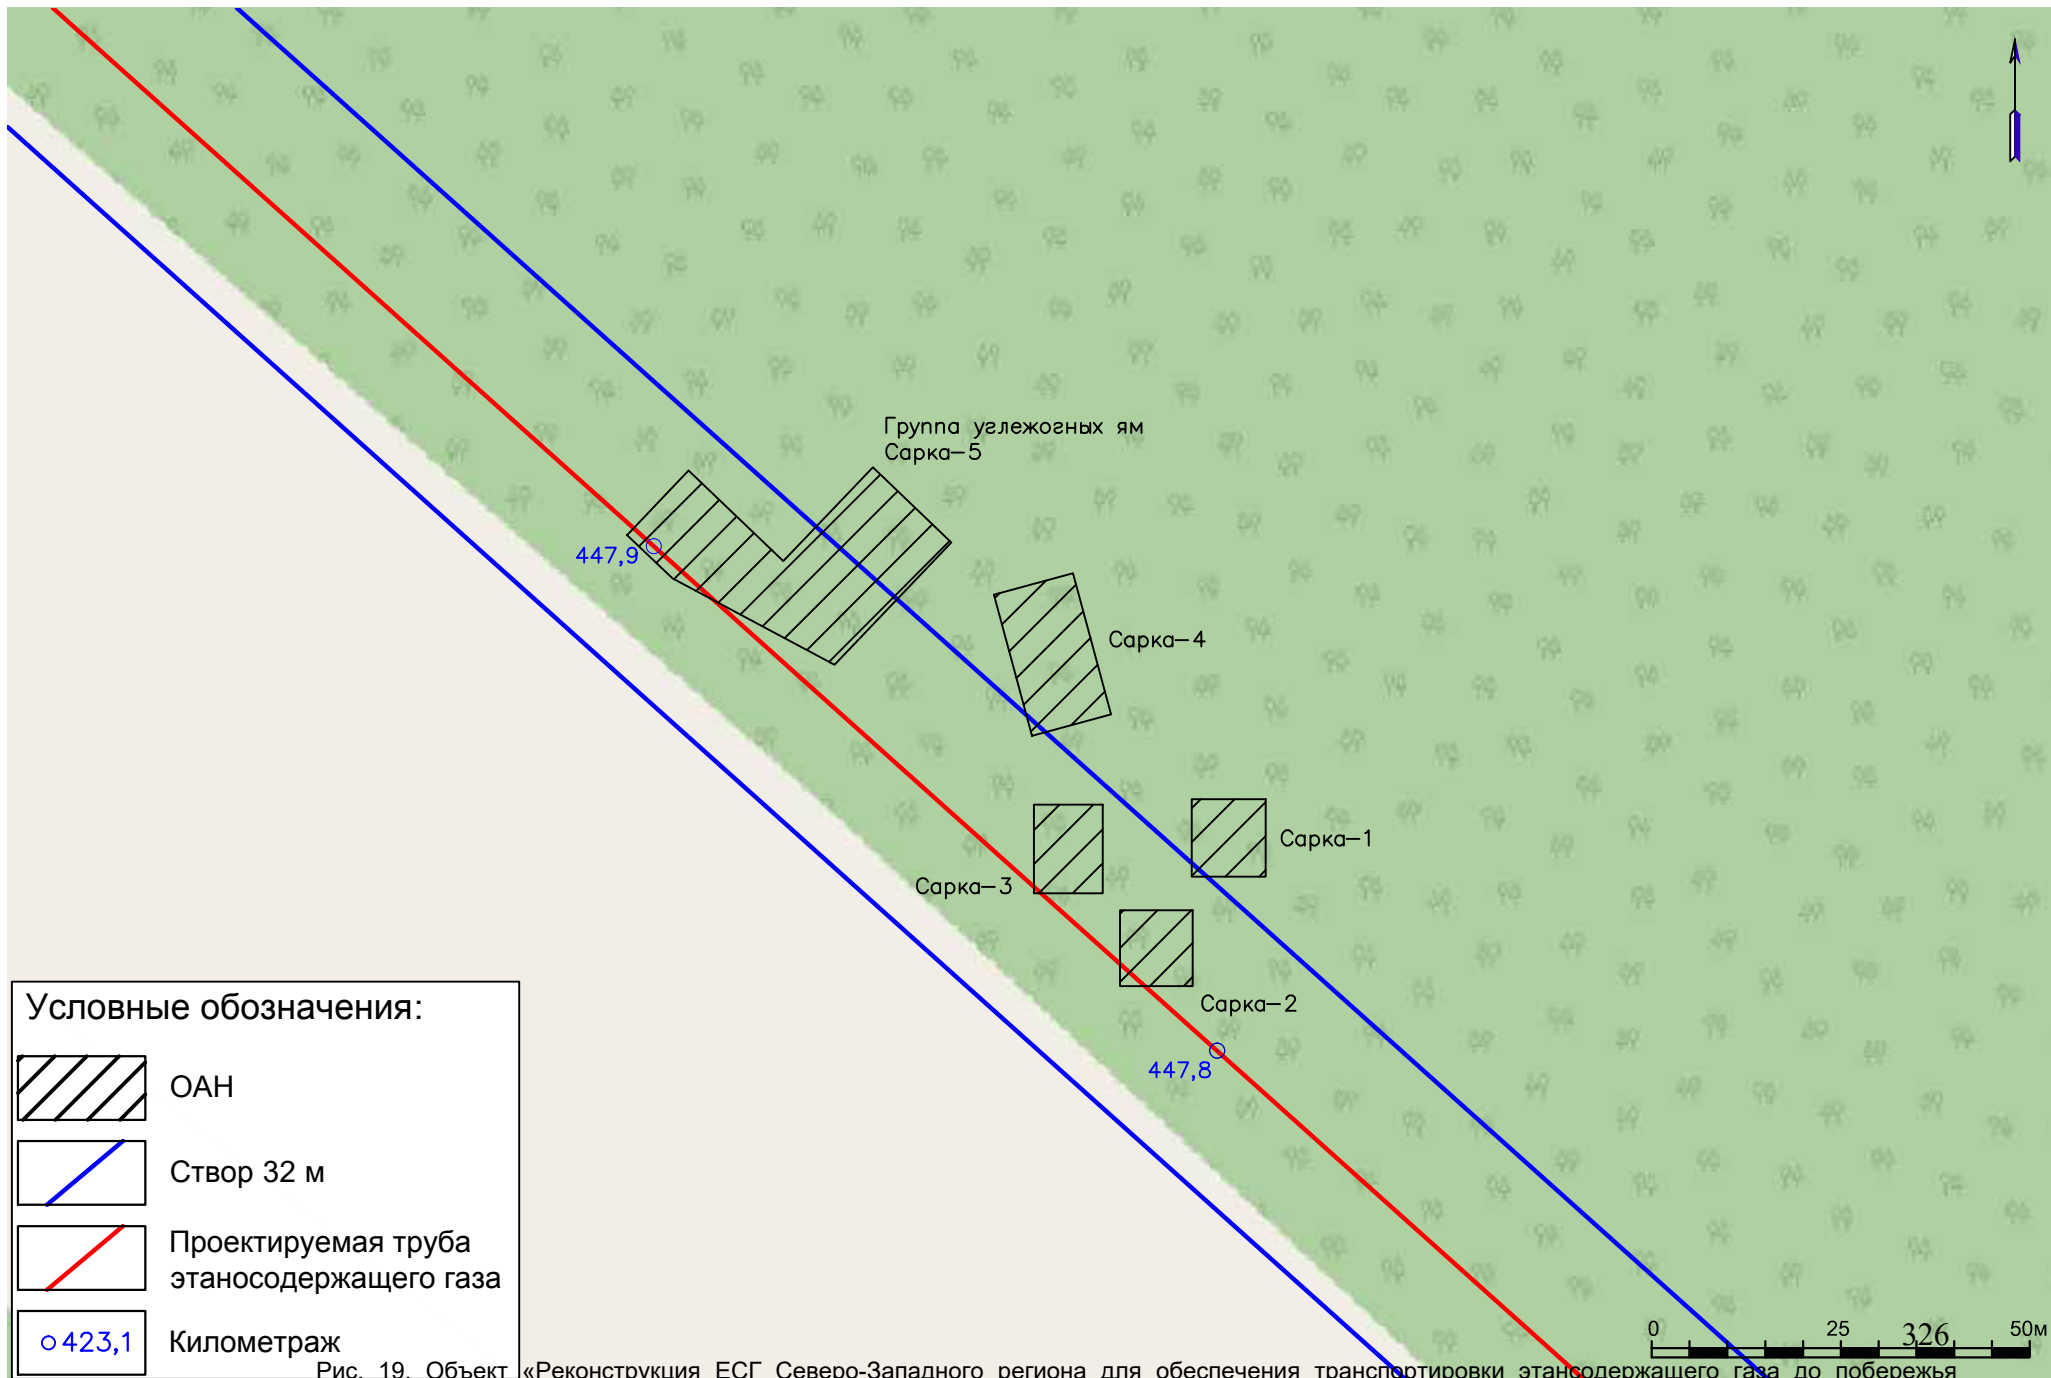 Группа углежогных ям
Сарка-5
447,9
Сарка-4
Сарка-1
Сарка-3
Сарка-2
447,8
Условные обозначения:
ОАН
Створ 32 м
Проектируемая труба
этаносодержащего газа
423,1
Километраж
0 25 50м
326
Рис. 19. Объект «Реконструкция ЕСГ Северо-Западного региона для обеспечения транспортировки этансодержащего газа до побережья